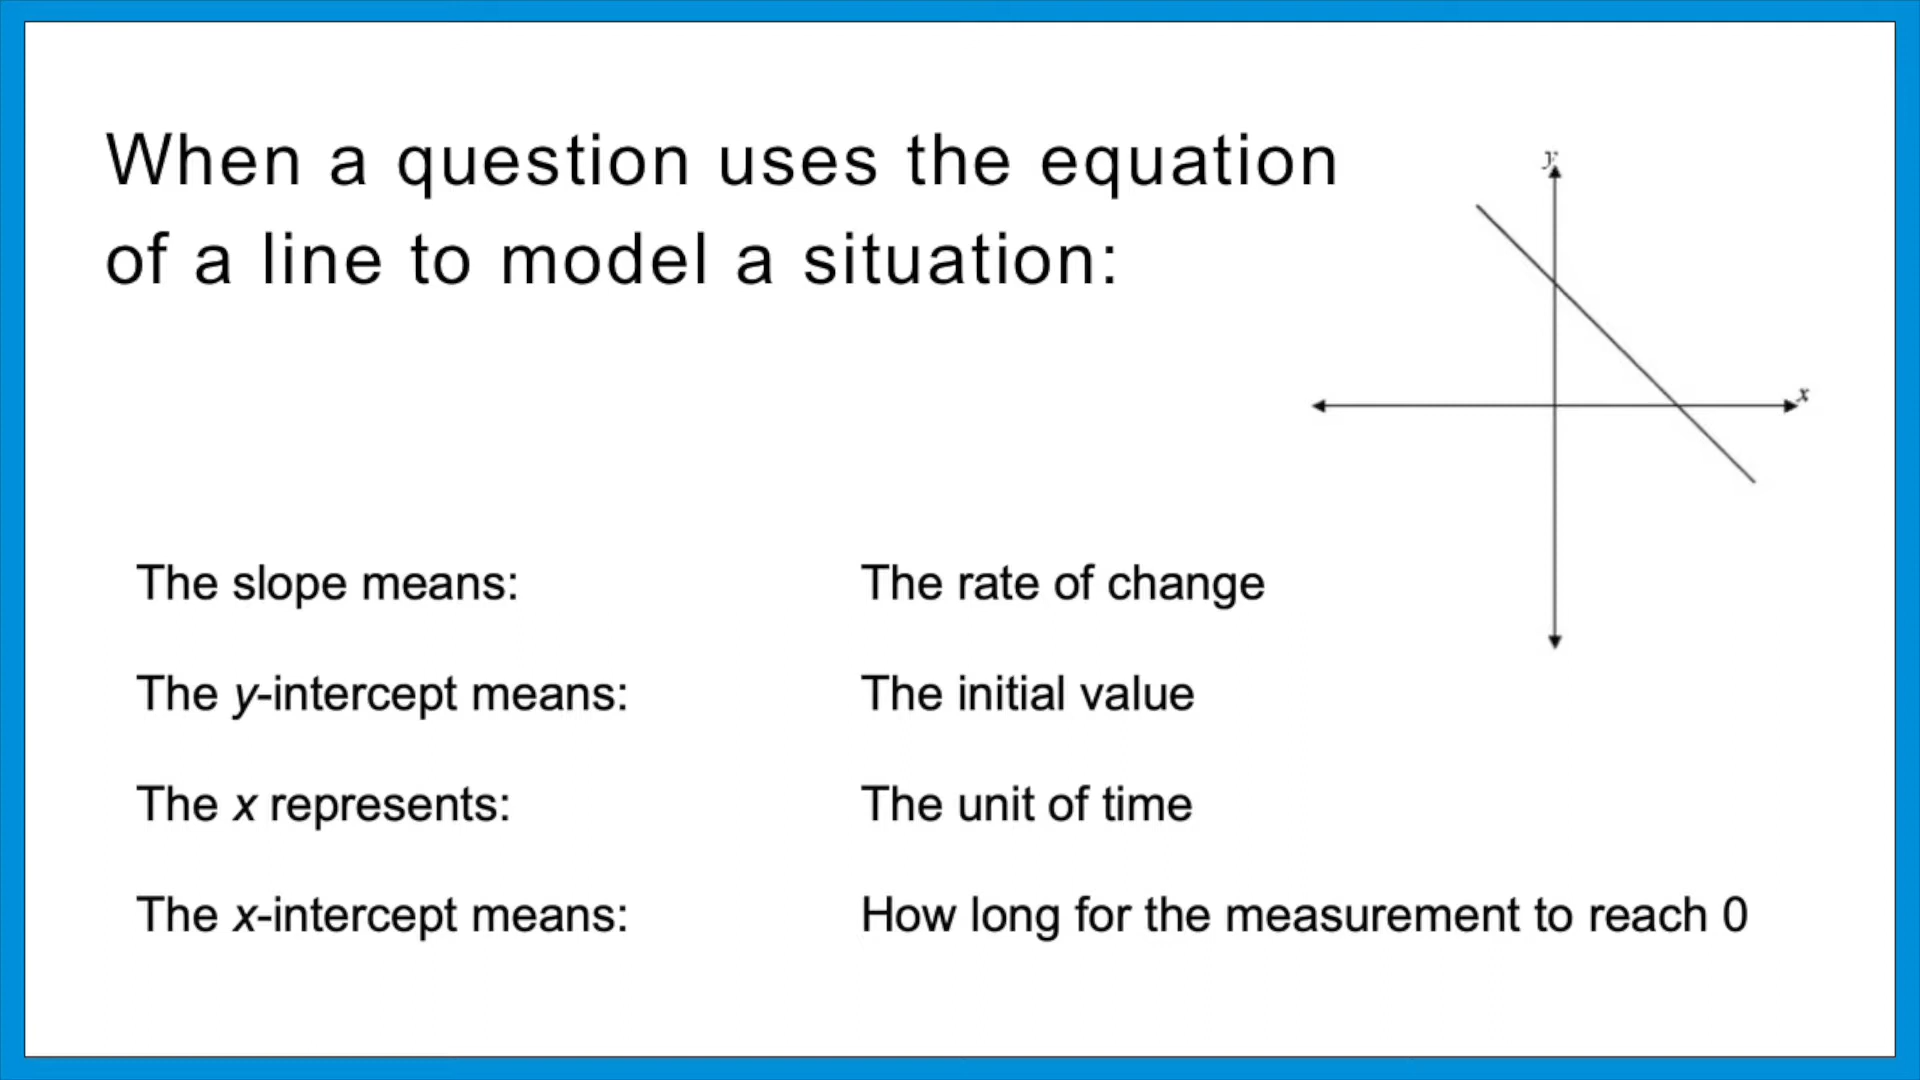 When a question uses the equation
of a line to model a situation:
y
x
The slope means: The rate of change
The y-intercept means: The initial value
The x represents: The unit of time
The x-intercept means: How long for the measurement to reach 0